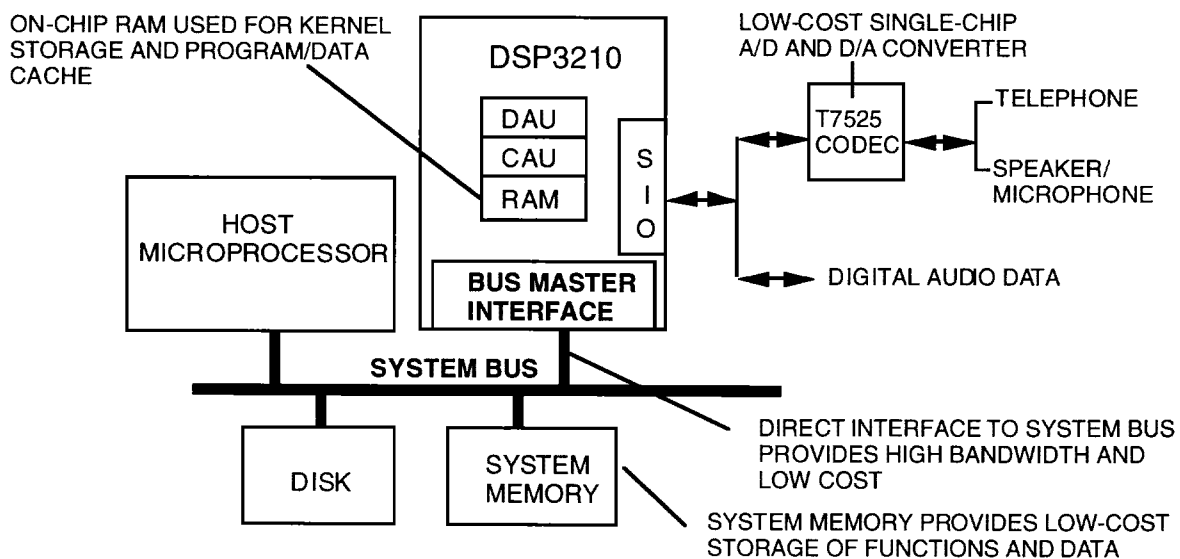 ON-CHIP RAM USED FOR KERNEL
STORAGE AND PROGRAM/DATA
CACHE
DSP3210
DAU
CAU
RAM
S
I
O
LOW-COST SINGLE-CHIP
A/D AND D/A CONVERTER
T7525
CODEC
TELEPHONE
SPEAKER/
MICROPHONE
DIGITAL AUDIO DATA
HOST
MICROPROCESSOR
BUS MASTER
INTERFACE
SYSTEM BUS
DISK
SYSTEM
MEMORY
DIRECT INTERFACE TO SYSTEM BUS
PROVIDES HIGH BANDWIDTH AND
LOW COST
SYSTEM MEMORY PROVIDES LOW-COST
STORAGE OF FUNCTIONS AND DATA